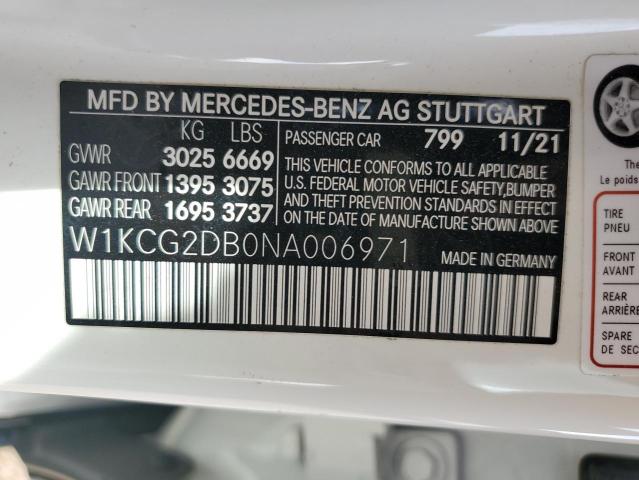 MFD BY MERCEDES-BENZ AG STUTTGART
KG LBS
GVWR 3025 6669
GAWR FRONT 1395 3075
GAWR REAR 1695 3737
PASSENGER CAR 799 11/21
THIS VEHICLE CONFORMS TO ALL APPLICABLE
U.S. FEDERAL MOTOR VEHICLE SAFETY, BUMPER
AND THEFT PREVENTION STANDARDS IN EFFECT
ON THE DATE OF MANUFACTURE SHOWN ABOVE
W1KCG2DB0NA006971
MADE IN GERMANY
The
Le poids
TIRE
PNEU
FRONT
AVANT
REAR
ARRIÈRE
SPARE
DE SEC